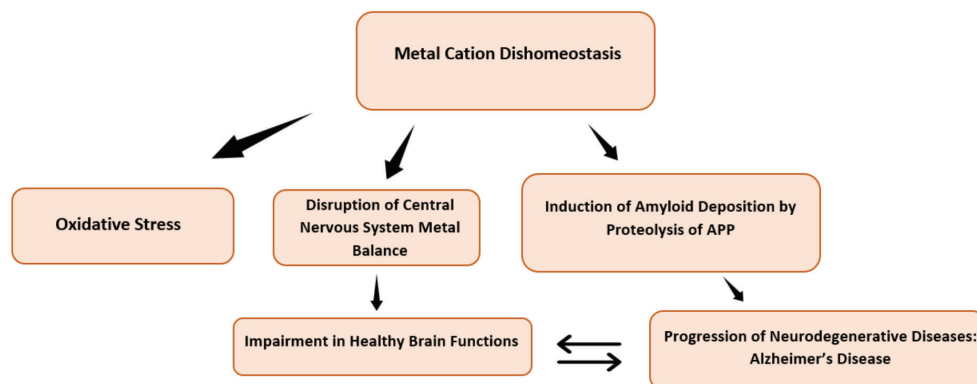 Metal Cation Dishomeostasis
Oxidative Stress
Disruption of Central
Nervous System Metal
Balance
Induction of Amyloid Deposition by
Proteolysis of APP
Impairment in Healthy Brain Functions
Progression of Neurodegenerative Diseases:
Alzheimer's Disease